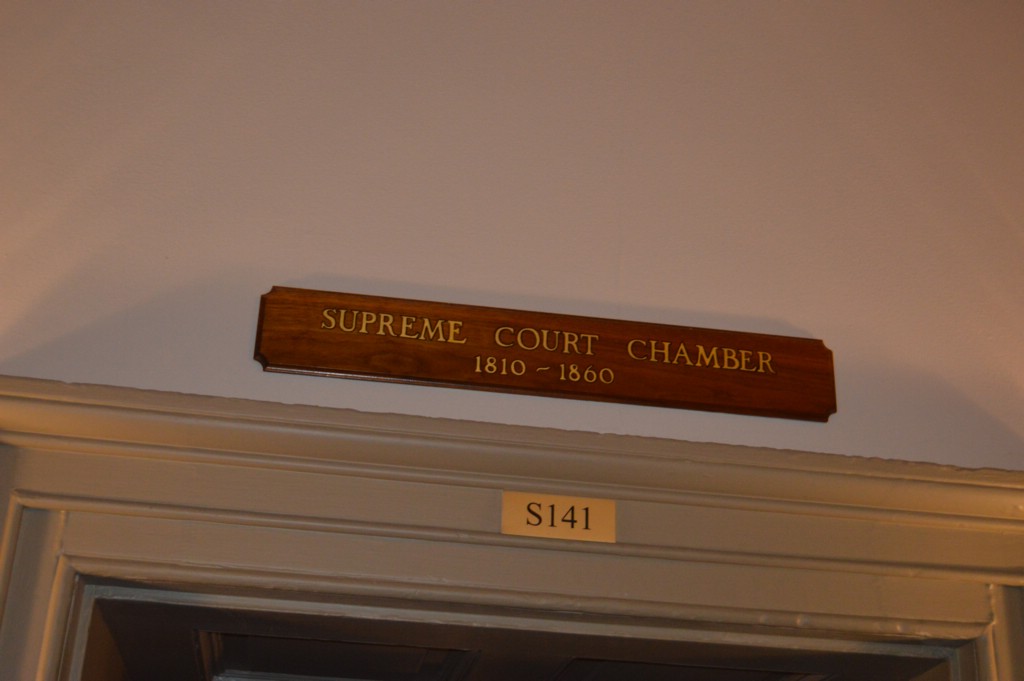 SUPREME COURT CHAMBER
1810 ~ 1860
S141